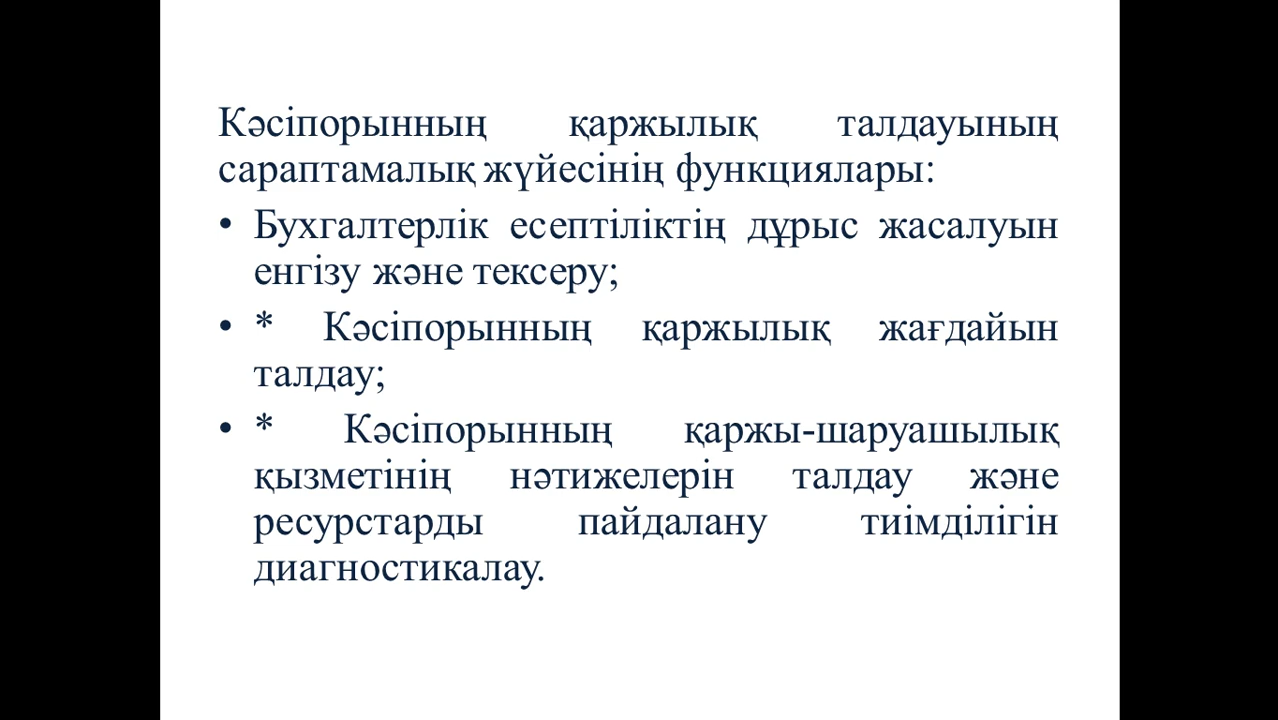 Кәсіпорынның қаржылық талдауының
сараптамалық жүйесінің функциялары:
• Бухгалтерлік есептіліктің дұрыс жасалуын
енгізу және тексеру;
• * Кәсіпорынның қаржылық жағдайын
талдау;
• * Кәсіпорынның қаржы-шаруашылық
қызметінің нәтижелерін талдау және
ресурстарды пайдалану тиімділігін
диагностикалау.